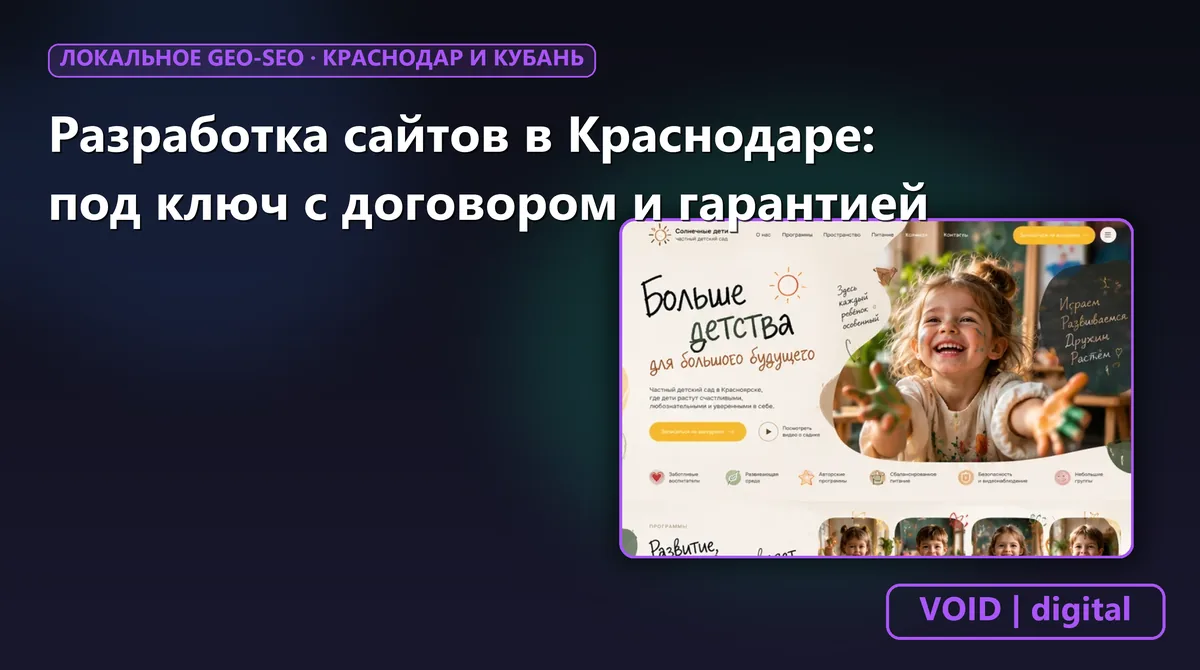 ЛОКАЛЬНОЕ GEO-SEO · КРАСНОДАР И КУБАНЬ
Разработка сайтов в Краснодаре:
под ключ с договором и гарантией
Солнечные дети
частный детский сад
О нас Программы Пространство Питание Контакты
Больше
детства
для большого будущего
Здесь
каждый
ребёнок
особенный
Играем
Развиваемся
Дружим
Растём
Частный детский сад в Красноярске,
где дети растут счастливыми,
любознательными и уверенными в себе.
Посмотреть
видео о садике
Заботливые
воспитатели
Развивающая
среда
Авторские
программы
Сбалансированное
питание
Безопасность
и видеонаблюдение
Небольшие
группы
ПРОГРАММЫ
Развитие,
VOID | digital